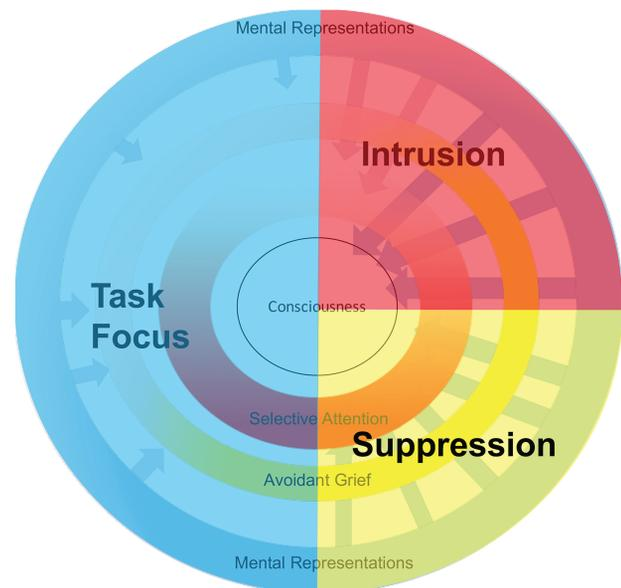 Mental Representations
Intrusion
Task
Focus
Consciousness
Selective Attention
Suppression
Avoidant Grief
Mental Representations